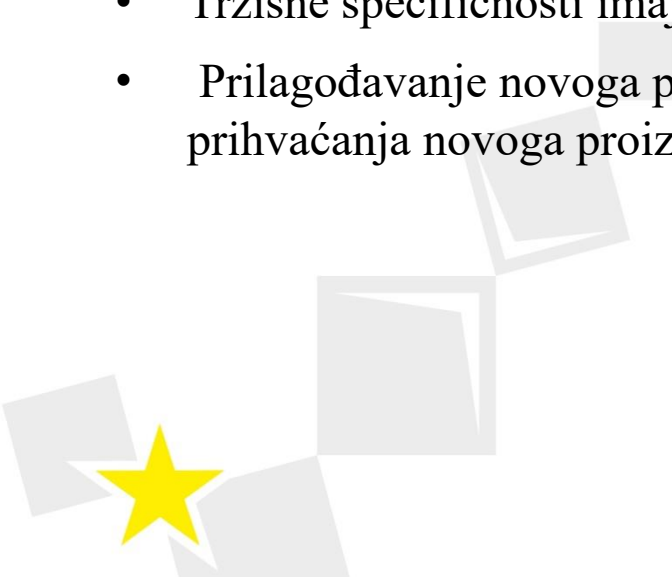 • Tržišne specifičnosti
• Prilagođavanje novoga
prihvaćanja novoga